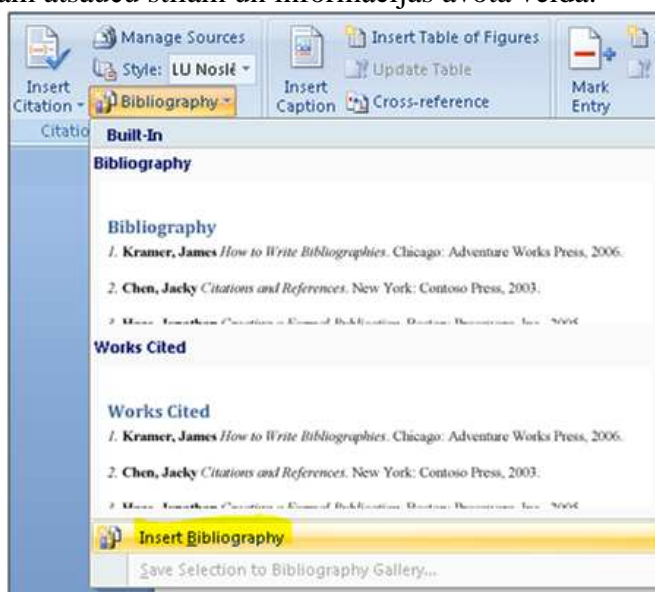 Manage Sources
Style: LU Noslē
Bibliography
Insert Citation
Insert Caption
Insert Table of Figures
Update Table
Cross-reference
Mark Entry
Built-In
Bibliography
Bibliography
1. Kramer, James How to Write Bibliographies. Chicago: Adventure Works Press, 2006.
2. Chen, Jacky Citations and References. New York: Contoso Press, 2003.
Works Cited
Works Cited
1. Kramer, James How to Write Bibliographies. Chicago: Adventure Works Press, 2006.
2. Chen, Jacky Citations and References. New York: Contoso Press, 2003.
Insert Bibliography
Save Selection to Bibliography Gallery...